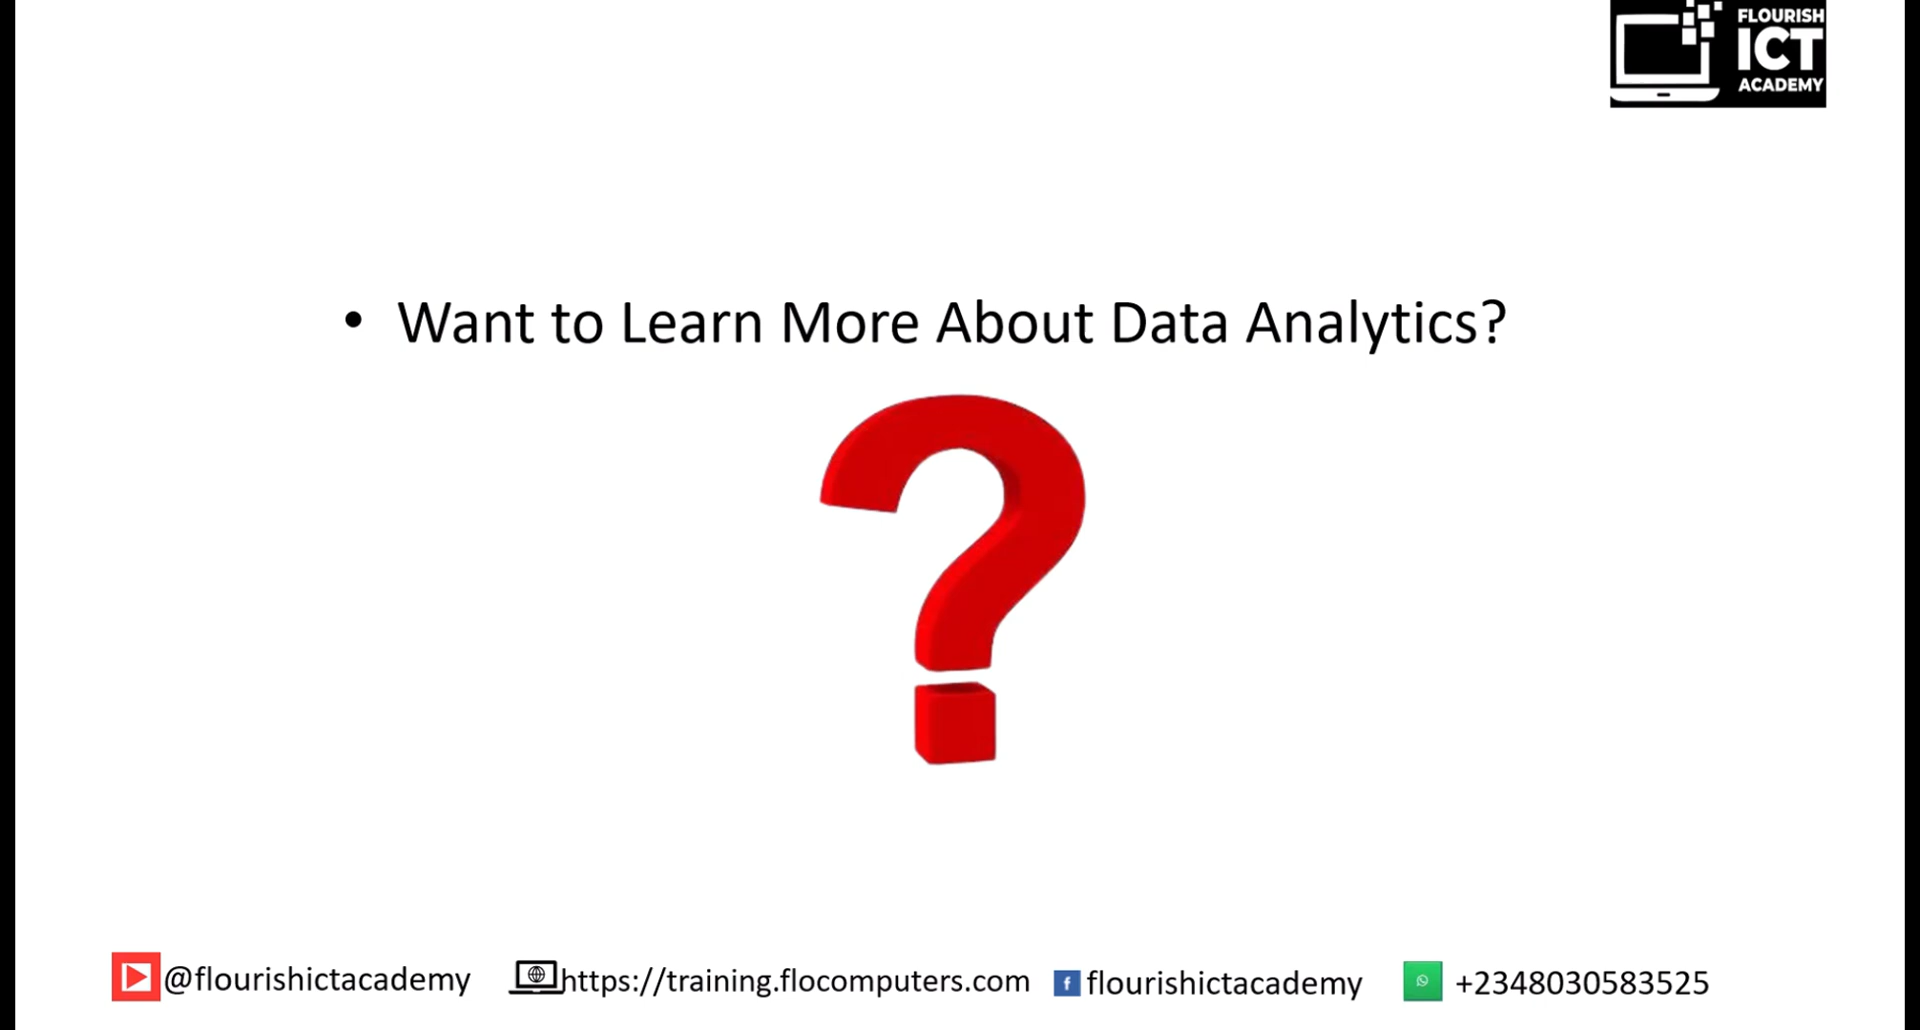 FLOURISH
ICT
ACADEMY
• Want to Learn More About Data Analytics?
?
@flourishictacademy https://training.flocomputers.com flourishictacademy +2348030583525